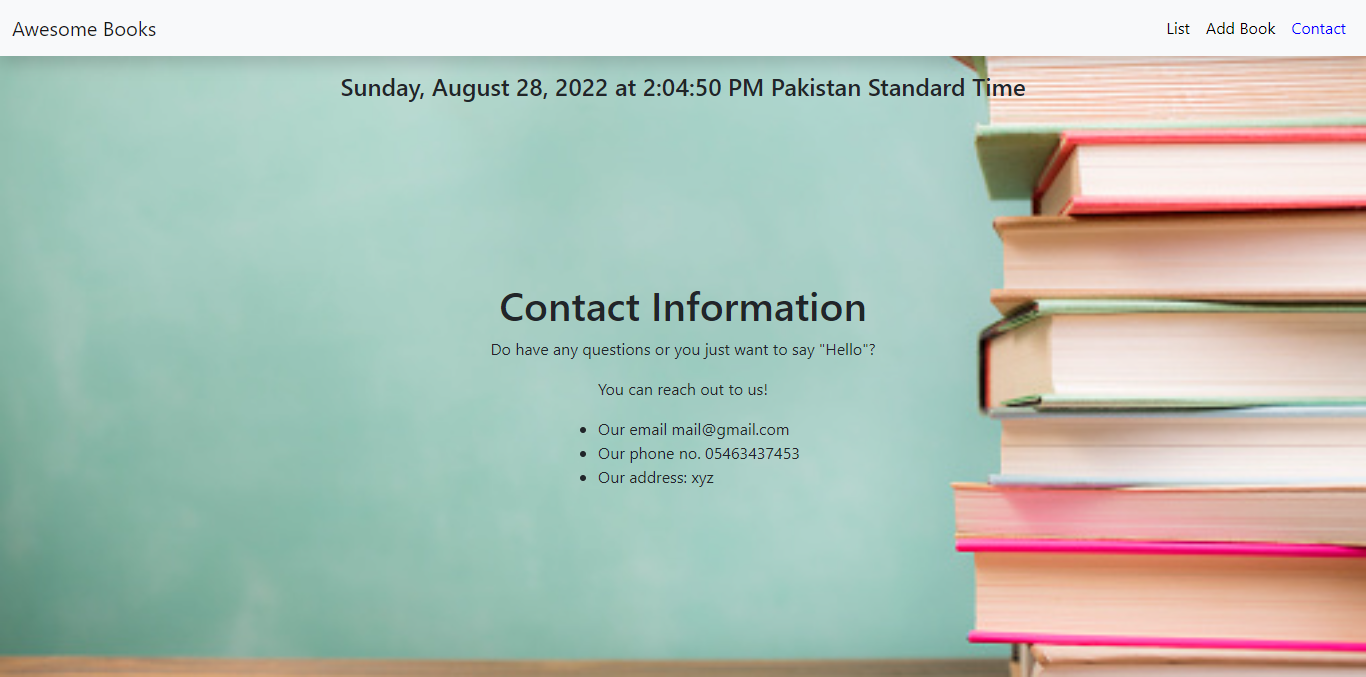 Awesome Books
List Add Book Contact
Sunday, August 28, 2022 at 2:04:50 PM Pakistan Standard Time
Contact Information
Do have any questions or you just want to say "Hello"?
You can reach out to us!
Our email mail@gmail.com
Our phone no. 05463437453
Our address: xyz